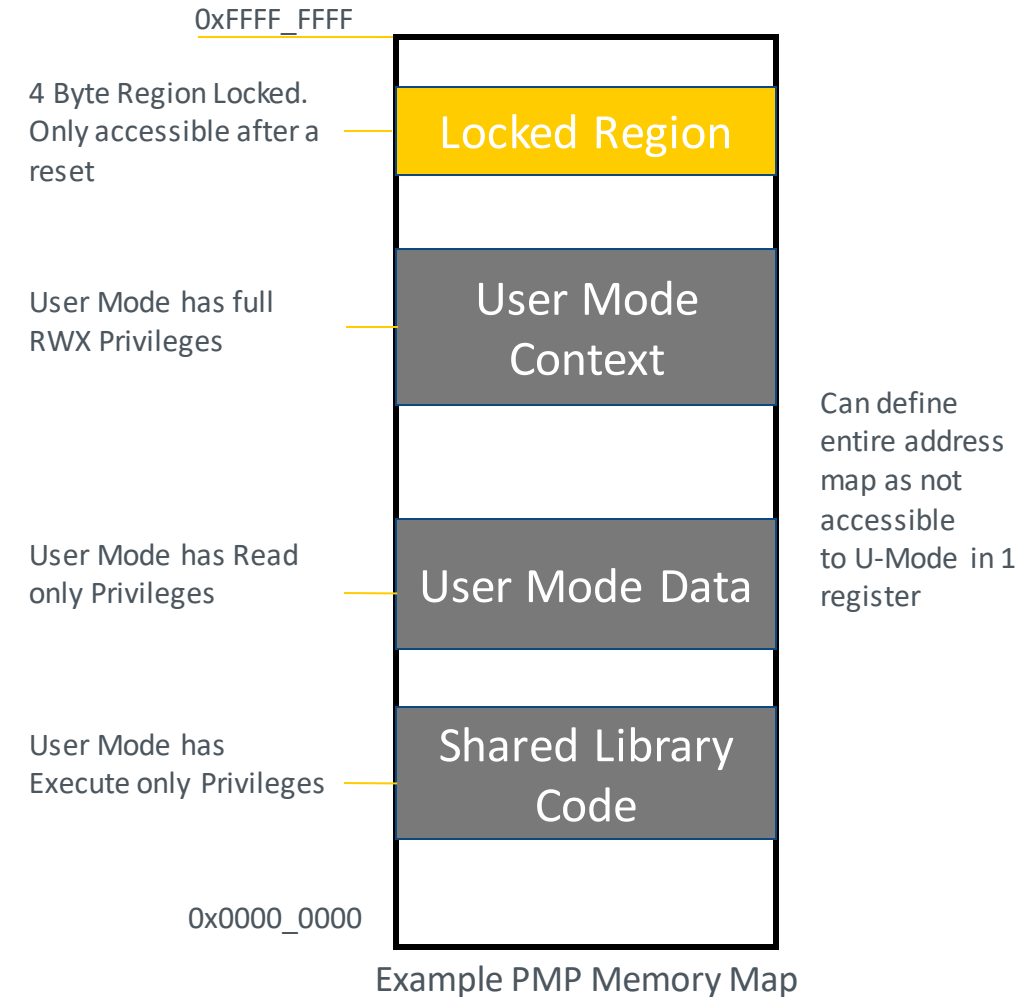 0xFFFF_FFFF
4 Byte Region Locked.
Only accessible after a
reset
Locked Region
User Mode has full
RWX Privileges
User Mode
Context
Can define
entire address
map as not
accessible
to U-Mode in 1
register
User Mode has Read
only Privileges
User Mode Data
User Mode has
Execute only Privileges
Shared Library
Code
0x0000_0000
Example PMP Memory Map